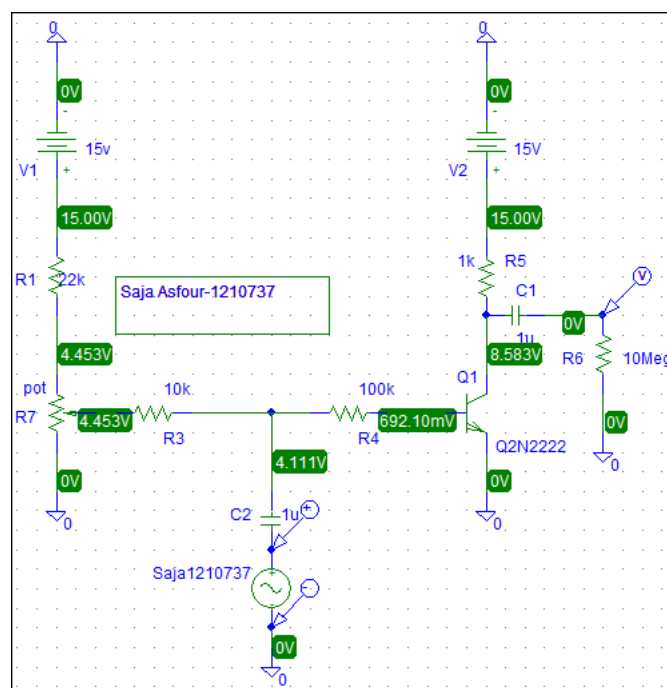 0 0
0V 0V
- -
15v 15V
V1 + V2 +
15.00V 15.00V
1k R5
R1 22k
Saja Asfour-1210737
C1
V
0V
1u
4.453V 8.583V
R6 10Meg
pot 10k 100k Q1
R7 4.453V 692.10mV
R3 R4
0V
Q2N2222
4.111V
0V 0V
0 0 0
C2 1u +
Saja1210737
+
-
0V
0